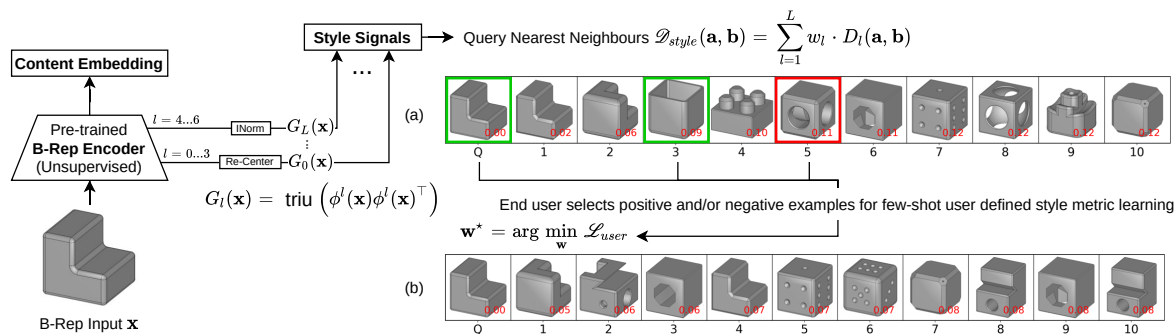 Style Signals
Query Nearest Neighbours 𝒟_style(a, b) = ∑_{l=1}^{L} w_l · D_l(a, b)
Content Embedding
...
Pre-trained
B-Rep Encoder
(Unsupervised)
l = 4...6
INorm
G_L(x)
⋮
l = 0...3
Re-Center
G_0(x)
G_l(x) = triu (ϕ^l(x)ϕ^l(x)^⊤)
B-Rep Input x
(a)
0.00 0.02 0.06 0.09 0.10 0.11 0.11 0.12 0.12 0.12 0.12
Q 1 2 3 4 5 6 7 8 9 10
End user selects positive and/or negative examples for few-shot user defined style metric learning
w* = arg min_w ℒ_user
(b)
0.00 0.05 0.06 0.06 0.07 0.07 0.07 0.08 0.08 0.08 0.08
Q 1 2 3 4 5 6 7 8 9 10